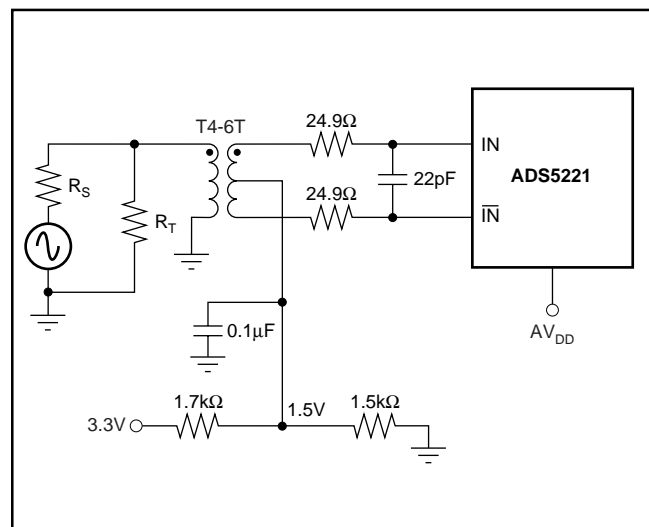 T4-6T
24.9Ω
IN
ADS5221
R_S
22pF
24.9Ω
I̅N̅
R_T
AV_DD
0.1μF
1.7kΩ
1.5kΩ
1.5V
3.3V